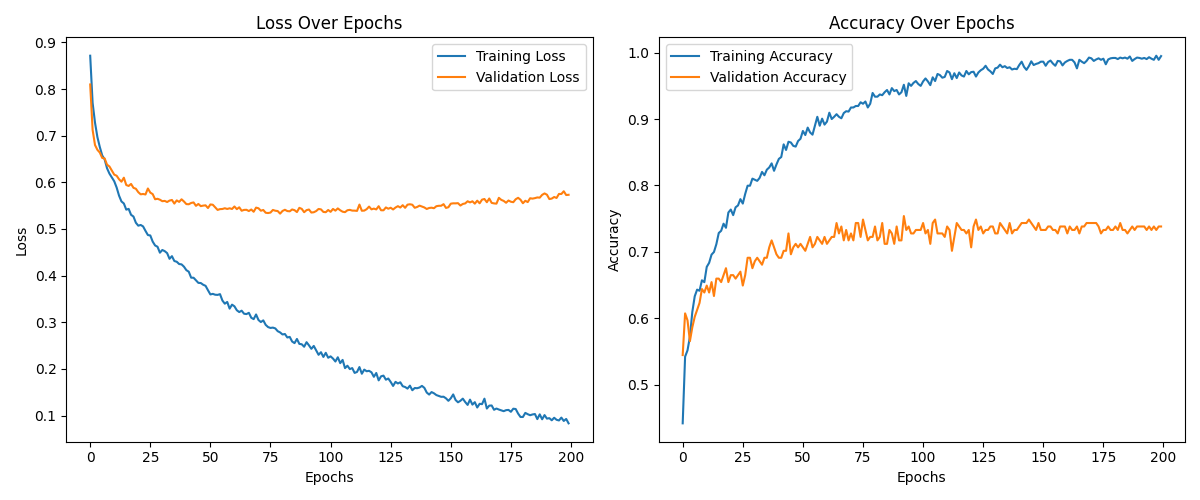 Loss Over Epochs
Loss
0.9
0.8
0.7
0.6
0.5
0.4
0.3
0.2
0.1
Training Loss
Validation Loss
0 25 50 75 100 125 150 175 200
Epochs
Accuracy Over Epochs
Accuracy
1.0
0.9
0.8
0.7
0.6
0.5
Training Accuracy
Validation Accuracy
0 25 50 75 100 125 150 175 200
Epochs